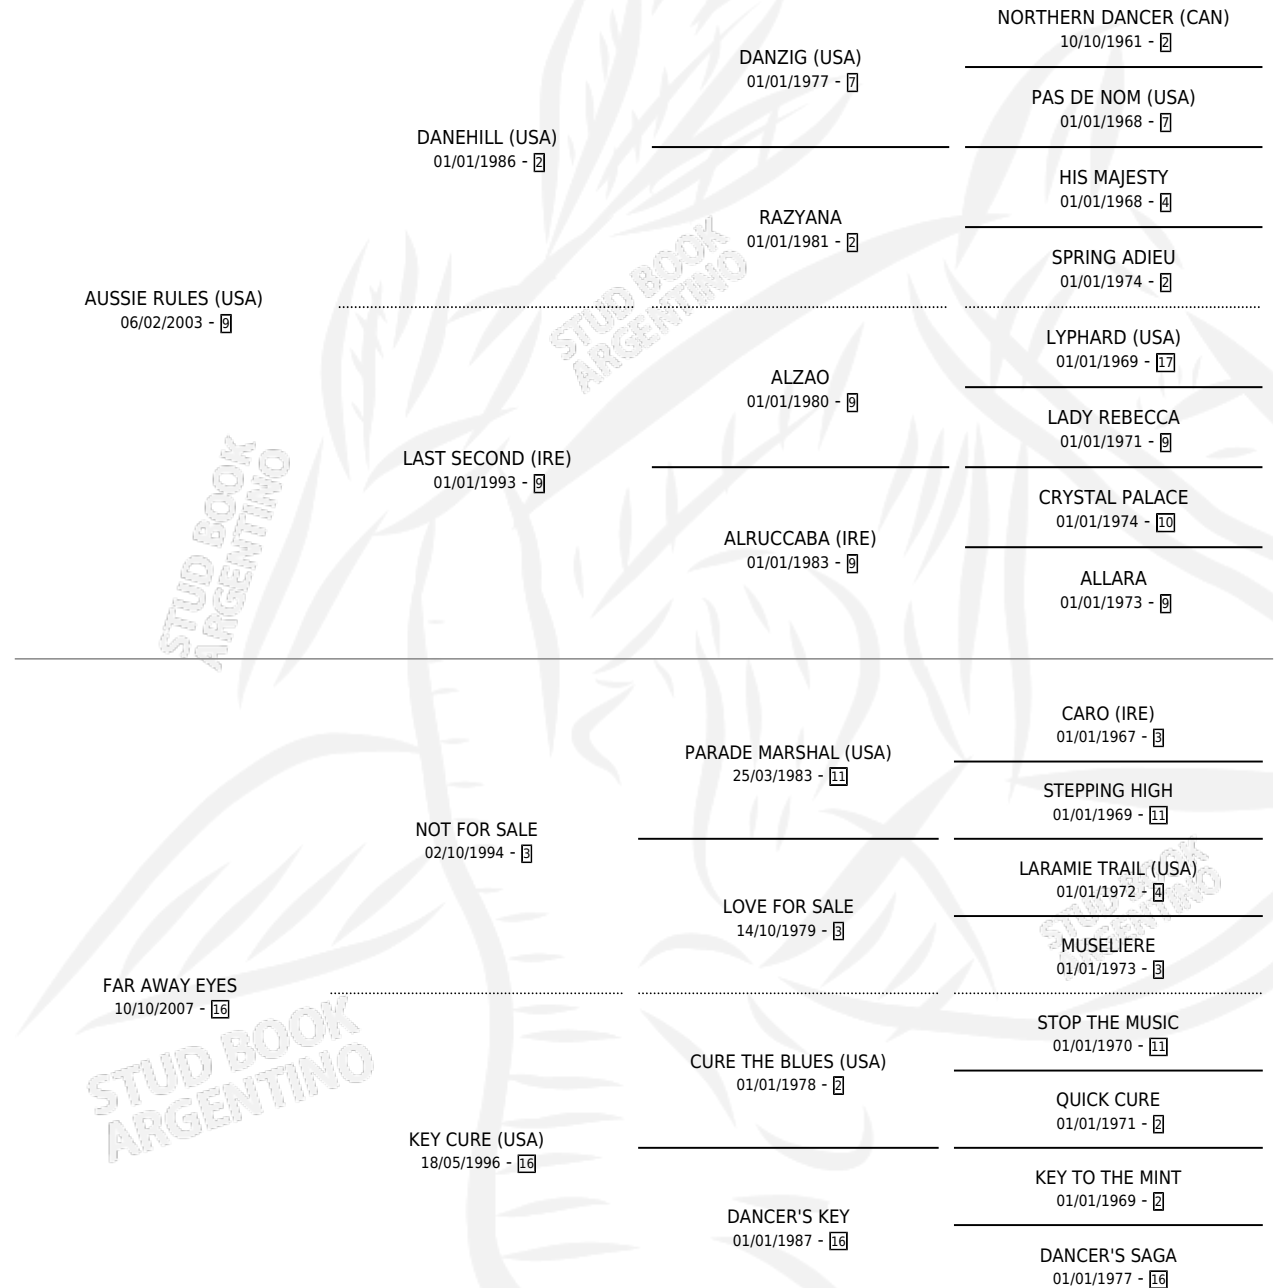 NORTHERN DANCER (CAN)
10/10/1961 - 2
DANZIG (USA)
01/01/1977 - 7
PAS DE NOM (USA)
01/01/1968 - 7
DANEHILL (USA)
01/01/1986 - 2
HIS MAJESTY
01/01/1968 - 4
RAZYANA
01/01/1981 - 2
SPRING ADIEU
01/01/1974 - 2
AUSSIE RULES (USA)
06/02/2003 - 9
STUD BOOK
ARGENTINO
LYPHARD (USA)
01/01/1969 - 17
ALZAO
01/01/1980 - 9
LADY REBECCA
01/01/1971 - 9
LAST SECOND (IRE)
01/01/1993 - 9
CRYSTAL PALACE
01/01/1974 - 10
ALRUCCABA (IRE)
01/01/1983 - 9
ALLARA
01/01/1973 - 9
STUD BOOK
ARGENTINO
CARO (IRE)
01/01/1967 - 3
PARADE MARSHAL (USA)
25/03/1983 - 11
STEPPING HIGH
01/01/1969 - 11
NOT FOR SALE
02/10/1994 - 3
LARAMIE TRAIL (USA)
01/01/1972 - 4
LOVE FOR SALE
14/10/1979 - 3
STUD BOOK
ARGENTINO
MUSELIERE
01/01/1973 - 3
FAR AWAY EYES
10/10/2007 - 16
STOP THE MUSIC
01/01/1970 - 11
CURE THE BLUES (USA)
01/01/1978 - 2
STUD BOOK
ARGENTINO
QUICK CURE
01/01/1971 - 2
KEY CURE (USA)
18/05/1996 - 16
KEY TO THE MINT
01/01/1969 - 2
DANCER'S KEY
01/01/1987 - 16
DANCER'S SAGA
01/01/1977 - 16